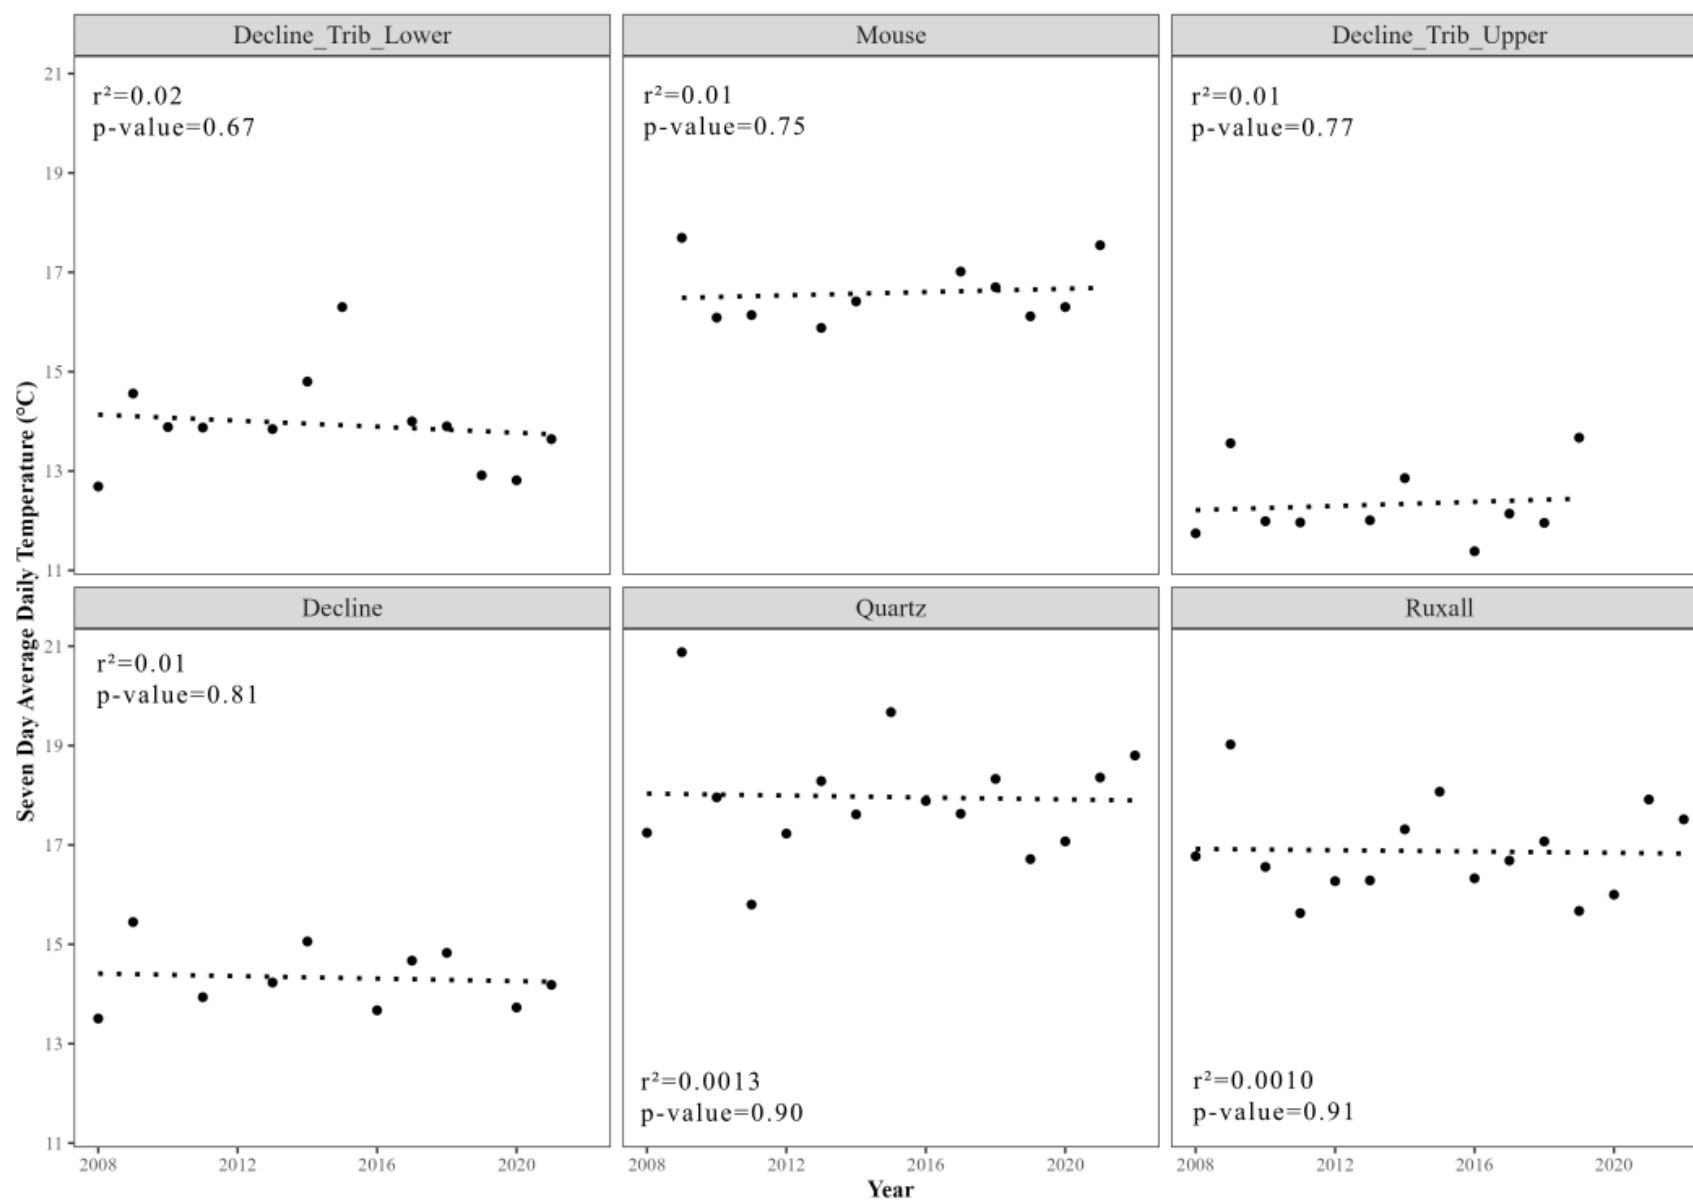 Decline_Trib_Lower
Mouse
Decline_Trib_Upper
21
19
17
15
13
11
r²=0.02
p-value=0.67
r²=0.01
p-value=0.75
r²=0.01
p-value=0.77
Seven Day Average Daily Temperature (°C)
Decline
Quartz
Ruxall
21
19
17
15
13
11
r²=0.01
p-value=0.81
r²=0.0013
p-value=0.90
r²=0.0010
p-value=0.91
2008 2012 2016 2020
2008 2012 2016 2020
2008 2012 2016 2020
Year